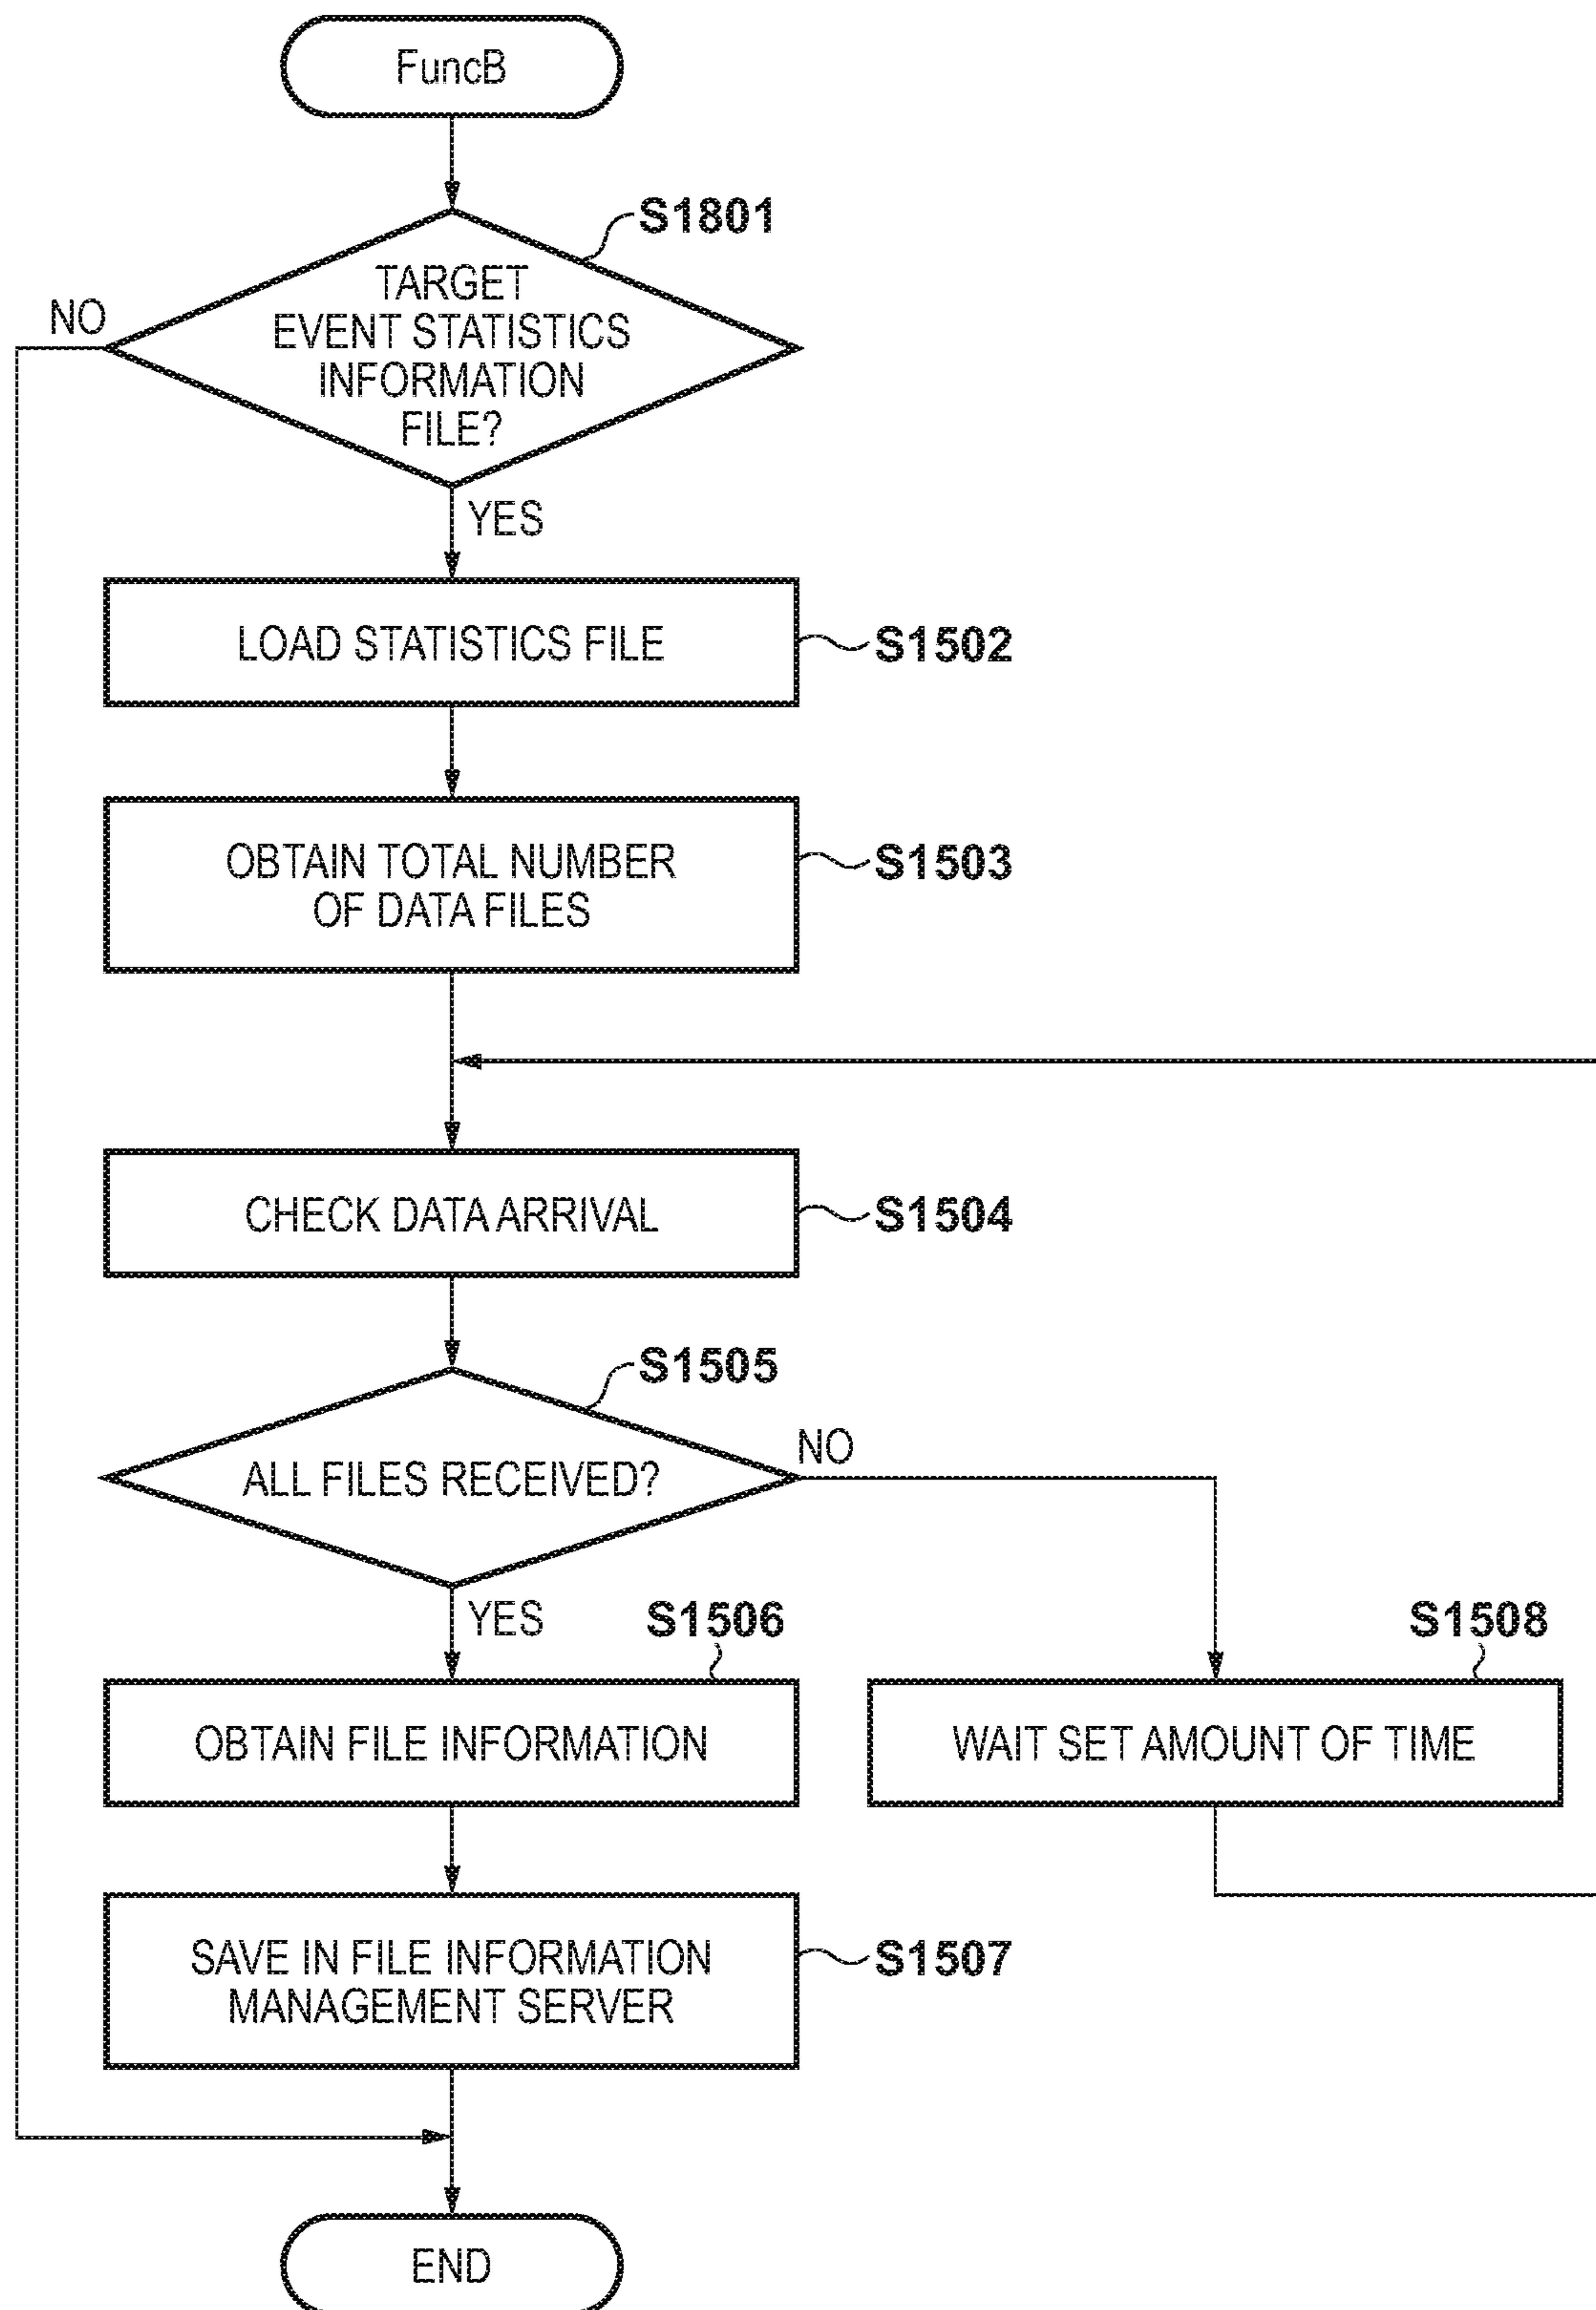 FuncB
S1801
TARGET
EVENT STATISTICS
INFORMATION
FILE?
NO
YES
LOAD STATISTICS FILE
S1502
OBTAIN TOTAL NUMBER
OF DATA FILES
S1503
CHECK DATA ARRIVAL
S1504
S1505
ALL FILES RECEIVED?
NO
YES
S1506
S1508
OBTAIN FILE INFORMATION
WAIT SET AMOUNT OF TIME
SAVE IN FILE INFORMATION
MANAGEMENT SERVER
S1507
END